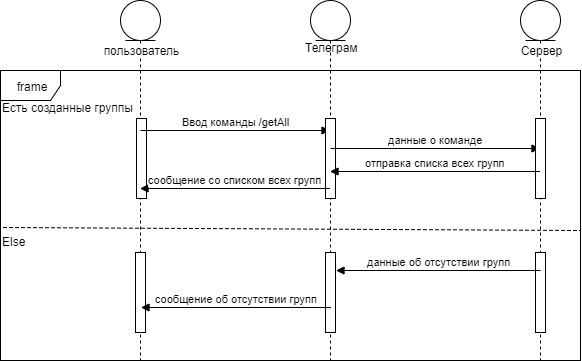 пользователь
Телеграм
Сервер
frame
Есть созданные группы
Ввод команды /getAll
данные о команде
отправка списка всех групп
сообщение со списком всех групп
Else
данные об отсутствии групп
сообщение об отсутствии групп